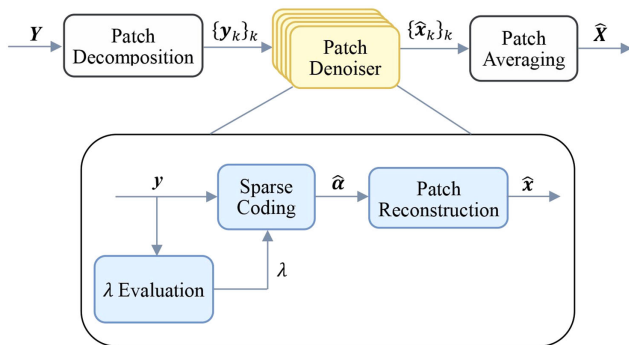 Y
Patch
Decomposition
{y_k}_k
Patch
Denoiser
{x̂_k}_k
Patch
Averaging
X̂
y
Sparse
Coding
α̂
Patch
Reconstruction
x̂
λ Evaluation
λ